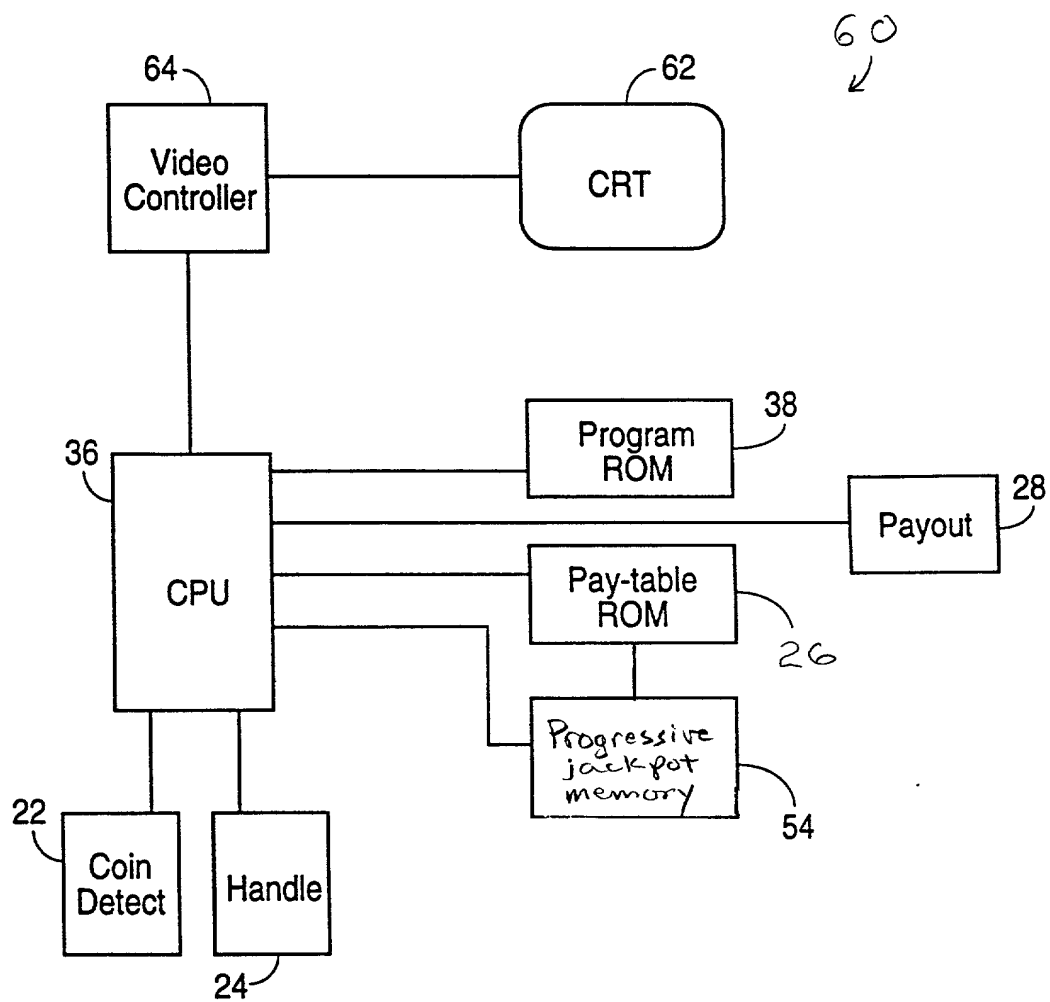 60
64
62
Video
Controller
CRT
38
Program
ROM
36
28
Payout
CPU
Pay-table
ROM
26
Progressive
jackpot
memory
54
22
Coin
Detect
Handle
24